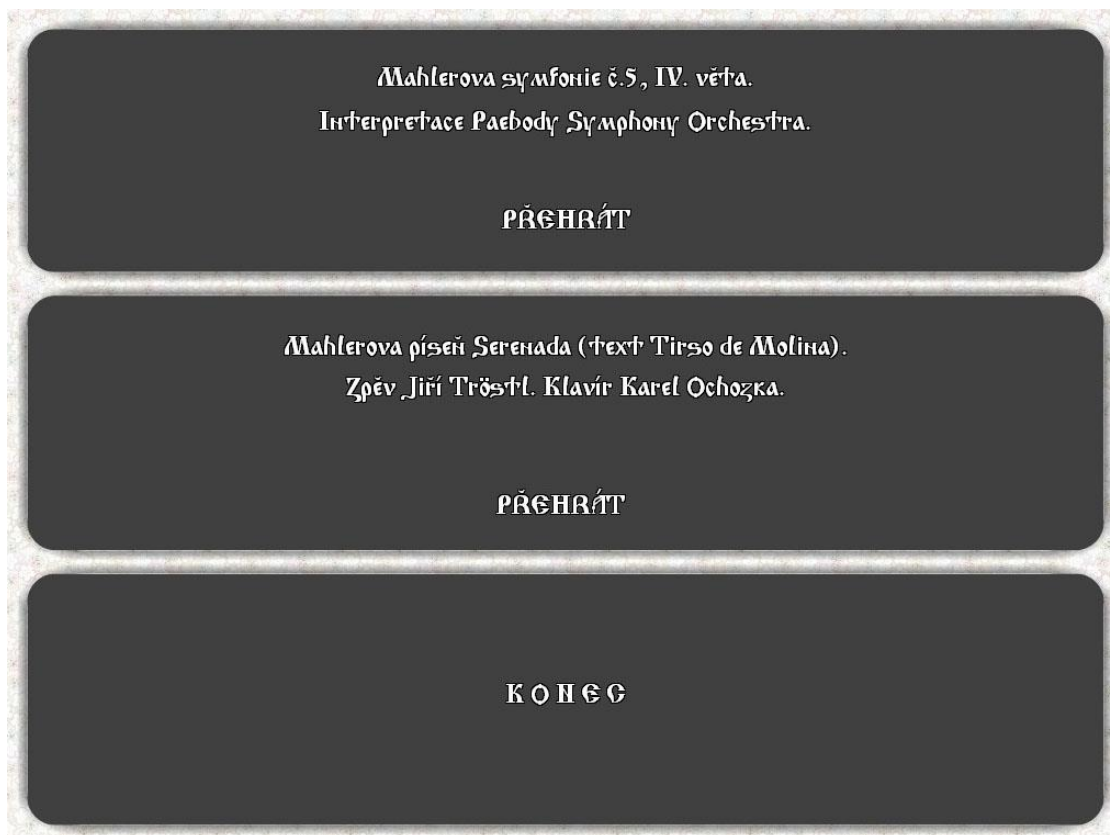 Mahlerova symfonie č.5, IV. věta.
Interpretace Paebody Symphony Orchestra.
PŘEHRÁT
Mahlerova píseň Serenada (text Tirso de Molina).
Zpěv Jiří Tröstl. Klavír Karel Ochozka.
PŘEHRÁT
K O N E C